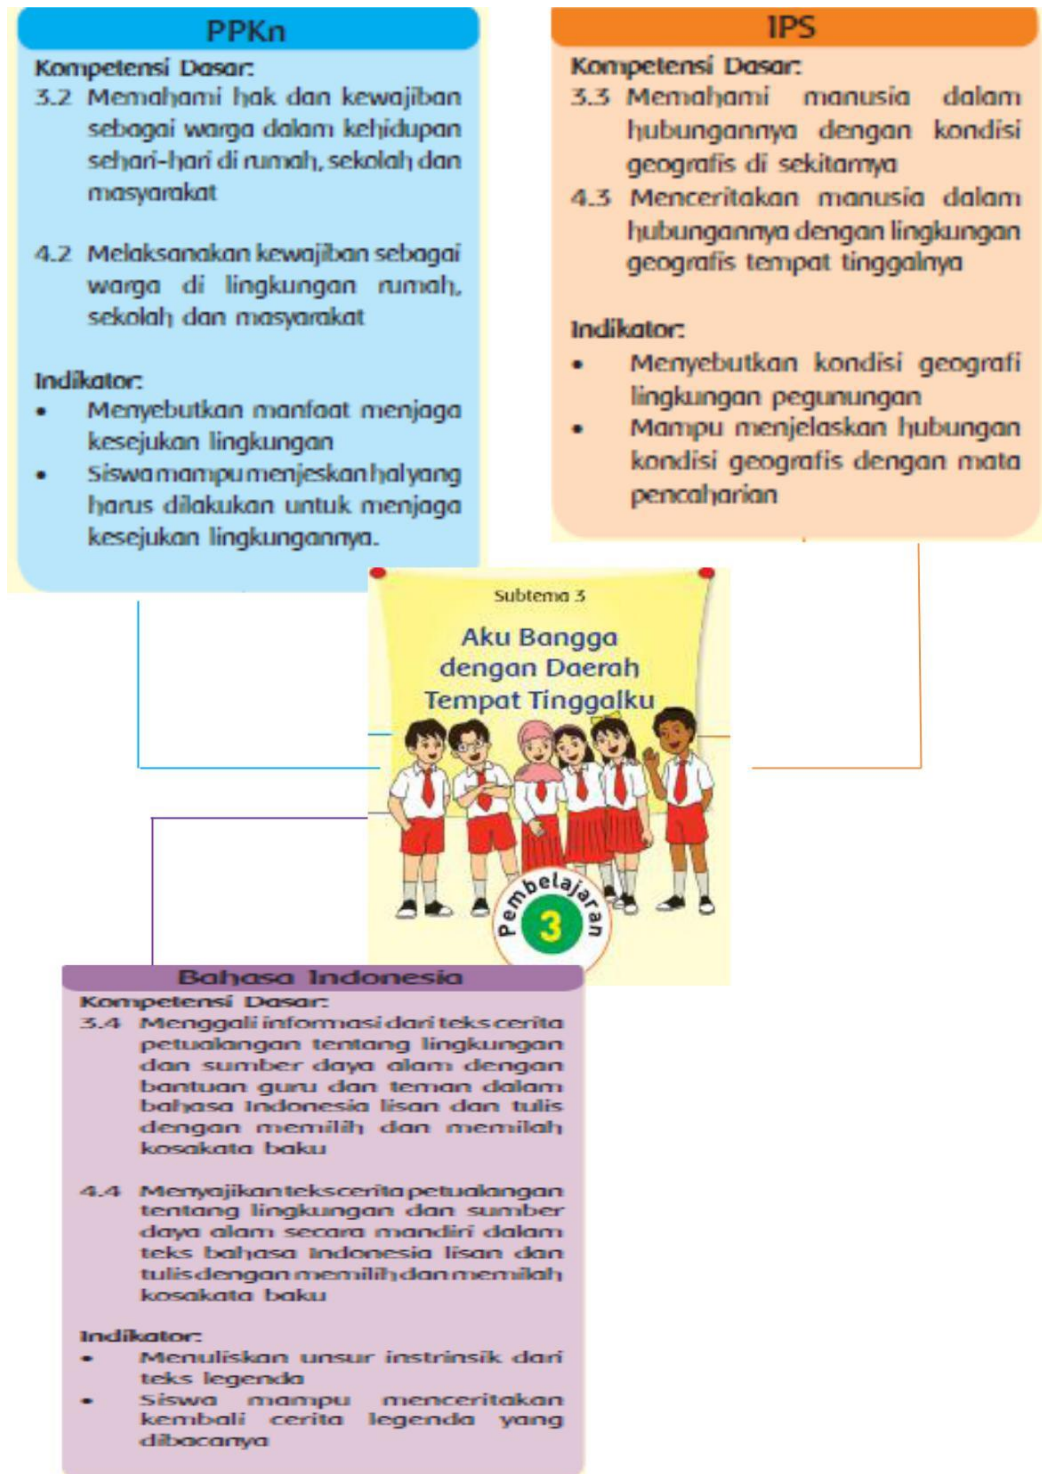 PPKn
Kompetensi Dasar:
3.2 Memahami hak dan kewajiban
sebagai warga dalam kehidupan
sehari-hari di rumah, sekolah dan
masyarakat
4.2 Melaksanakan kewajiban sebagai
warga di lingkungan rumah,
sekolah dan masyarakat
Indikator:
• Menyebutkan manfaat menjaga
kesejukan lingkungan
• Siswa mampu menjeskan hal yang
harus dilakukan untuk menjaga
kesejukan lingkungannya.
IPS
Kompetensi Dasar:
3.3 Memahami manusia dalam
hubungannya dengan kondisi
geografis di sekitarnya
4.3 Menceritakan manusia dalam
hubungannya dengan lingkungan
geografis tempat tinggalnya
Indikator:
• Menyebutkan kondisi geografi
lingkungan pegunungan
• Mampu menjelaskan hubungan
kondisi geografis dengan mata
pencaharian
Subtema 3
Aku Bangga
dengan Daerah
Tempat Tinggalku
Pembelajaran
3
Bahasa Indonesia
Kompetensi Dasar:
3.4 Menggali informasi dari teks cerita
petualangan tentang lingkungan
dan sumber daya alam dengan
bantuan guru dan teman dalam
bahasa Indonesia lisan dan tulis
dengan memilih dan memilah
kosakata baku
4.4 Menyajikan teks cerita petualangan
tentang lingkungan dan sumber
daya alam secara mandiri dalam
teks bahasa Indonesia lisan dan
tulis dengan memilih dan memilah
kosakata baku
Indikator:
• Menuliskan unsur instrinsik dari
teks legenda
• Siswa mampu menceritakan
kembali cerita legenda yang
dibacanya